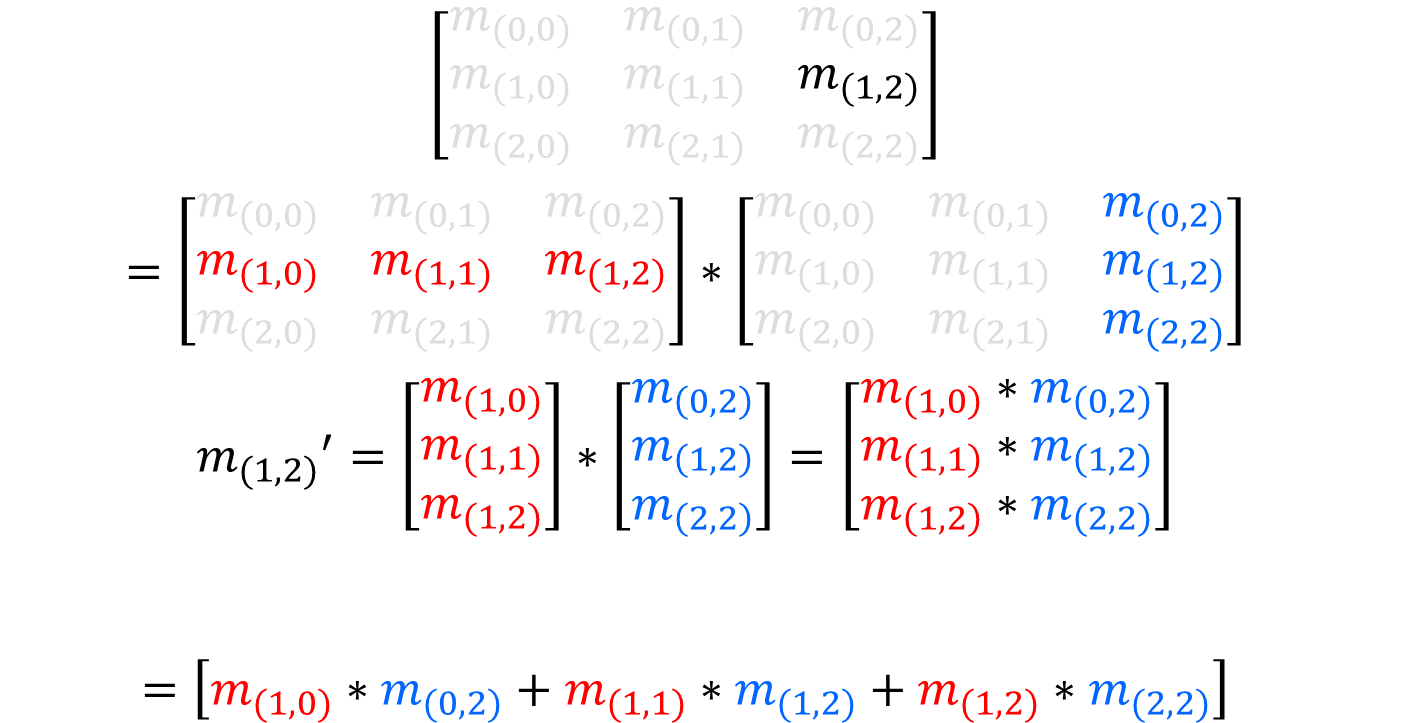 m(0,0) m(0,1) m(0,2)
m(1,0) m(1,1) m(1,2)
m(2,0) m(2,1) m(2,2)
m(0,0) m(0,1) m(0,2) m(0,0) m(0,1) m(0,2)
= m(1,0) m(1,1) m(1,2) * m(1,0) m(1,1) m(1,2)
m(2,0) m(2,1) m(2,2) m(2,0) m(2,1) m(2,2)
m(1,0) m(0,2) m(1,0) * m(0,2)
m(1,2)′ = m(1,1) * m(1,2) = m(1,1) * m(1,2)
m(1,2) m(2,2) m(1,2) * m(2,2)
= [m(1,0) * m(0,2) + m(1,1) * m(1,2) + m(1,2) * m(2,2)]